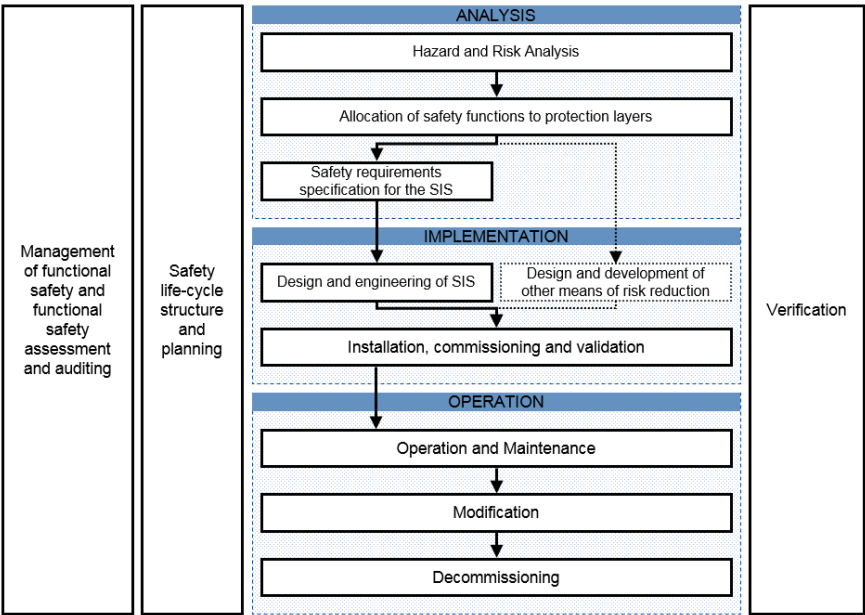 Management
of functional
safety and
functional
safety
assessment
and auditing
Safety
life-cycle
structure
and
planning
ANALYSIS
Hazard and Risk Analysis
Allocation of safety functions to protection layers
Safety requirements
specification for the SIS
IMPLEMENTATION
Design and engineering of SIS
Design and development of
other means of risk reduction
Installation, commissioning and validation
OPERATION
Operation and Maintenance
Modification
Decommissioning
Verification